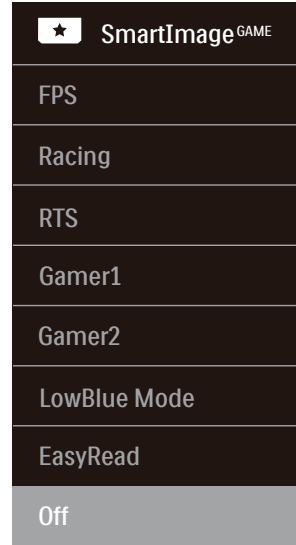 SmartImage GAME
FPS
Racing
RTS
Gamer1
Gamer2
LowBlue Mode
EasyRead
Off